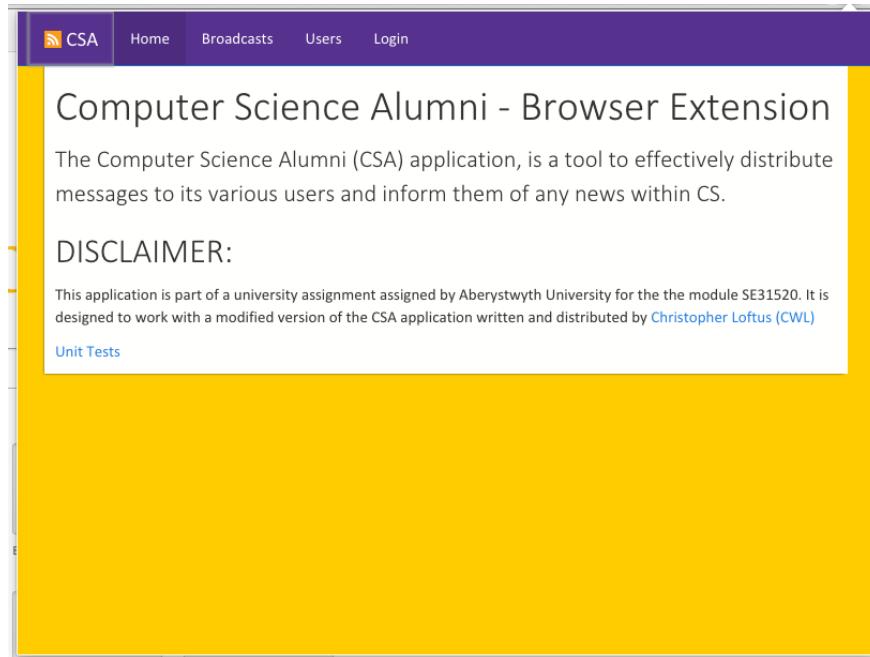 CSA Home Broadcasts Users Login
Computer Science Alumni - Browser Extension
The Computer Science Alumni (CSA) application, is a tool to effectively distribute
messages to its various users and inform them of any news within CS.
DISCLAIMER:
This application is part of a university assignment assigned by Aberystwyth University for the the module SE31520. It is
designed to work with a modified version of the CSA application written and distributed by Christopher Loftus (CWL)
Unit Tests